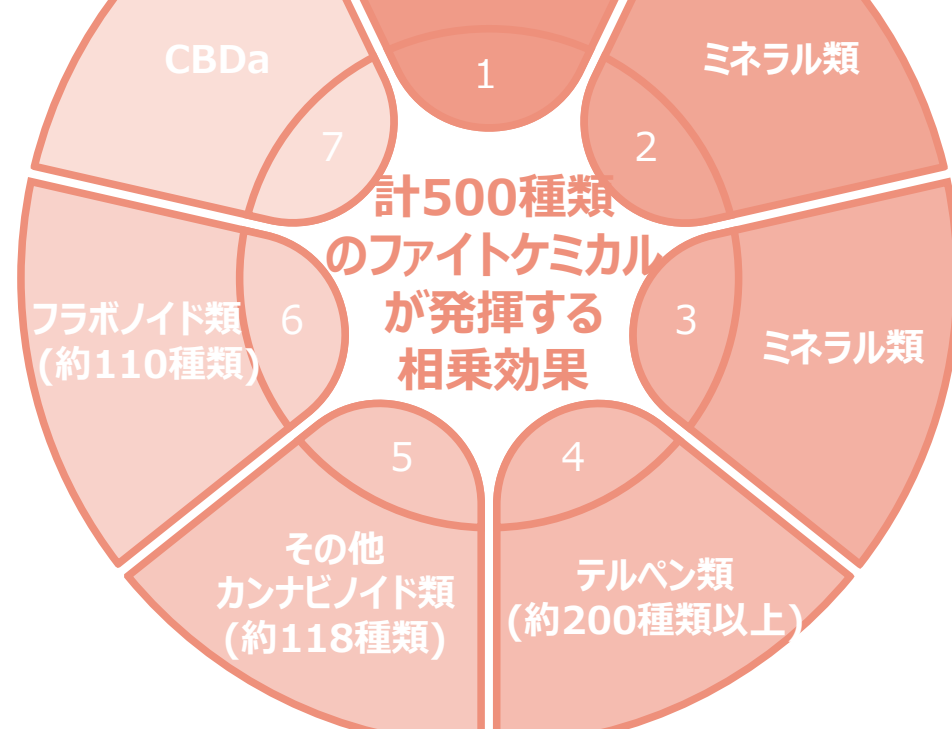 CBDa
1
ミネラル類
7
2
計500種類
のファイトケミカル
が発揮する
相乗効果
フラボノイド類
(約110種類)
6
3
ミネラル類
5
4
その他
カンナビノイド類
(約118種類)
テルペン類
(約200種類以上)